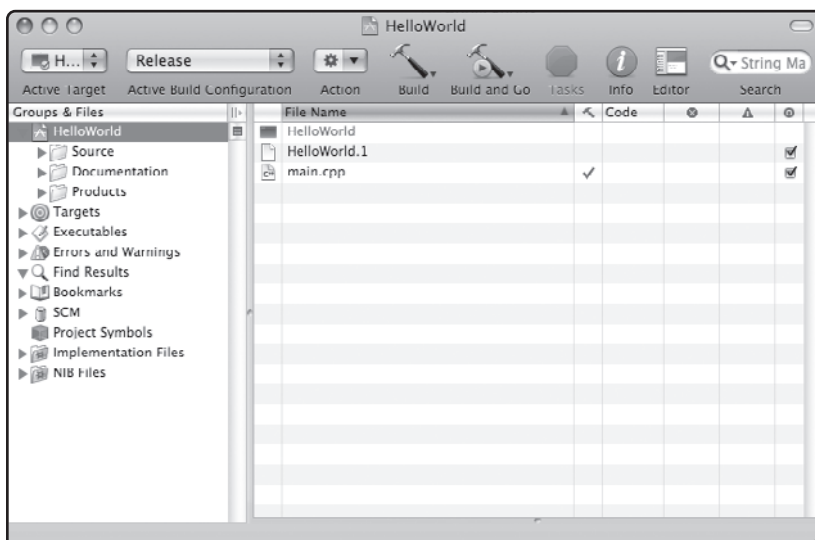 HelloWorld
H... Release String Ma
Active Target Active Build Configuration Action Build Build and Go Tasks Info Editor Search
Groups & Files File Name Code
HelloWorld HelloWorld
Source HelloWorld.1
Documentation main.cpp
Products
Targets
Executables
Errors and Warnings
Find Results
Bookmarks
SCM
Project Symbols
Implementation Files
NIB Files